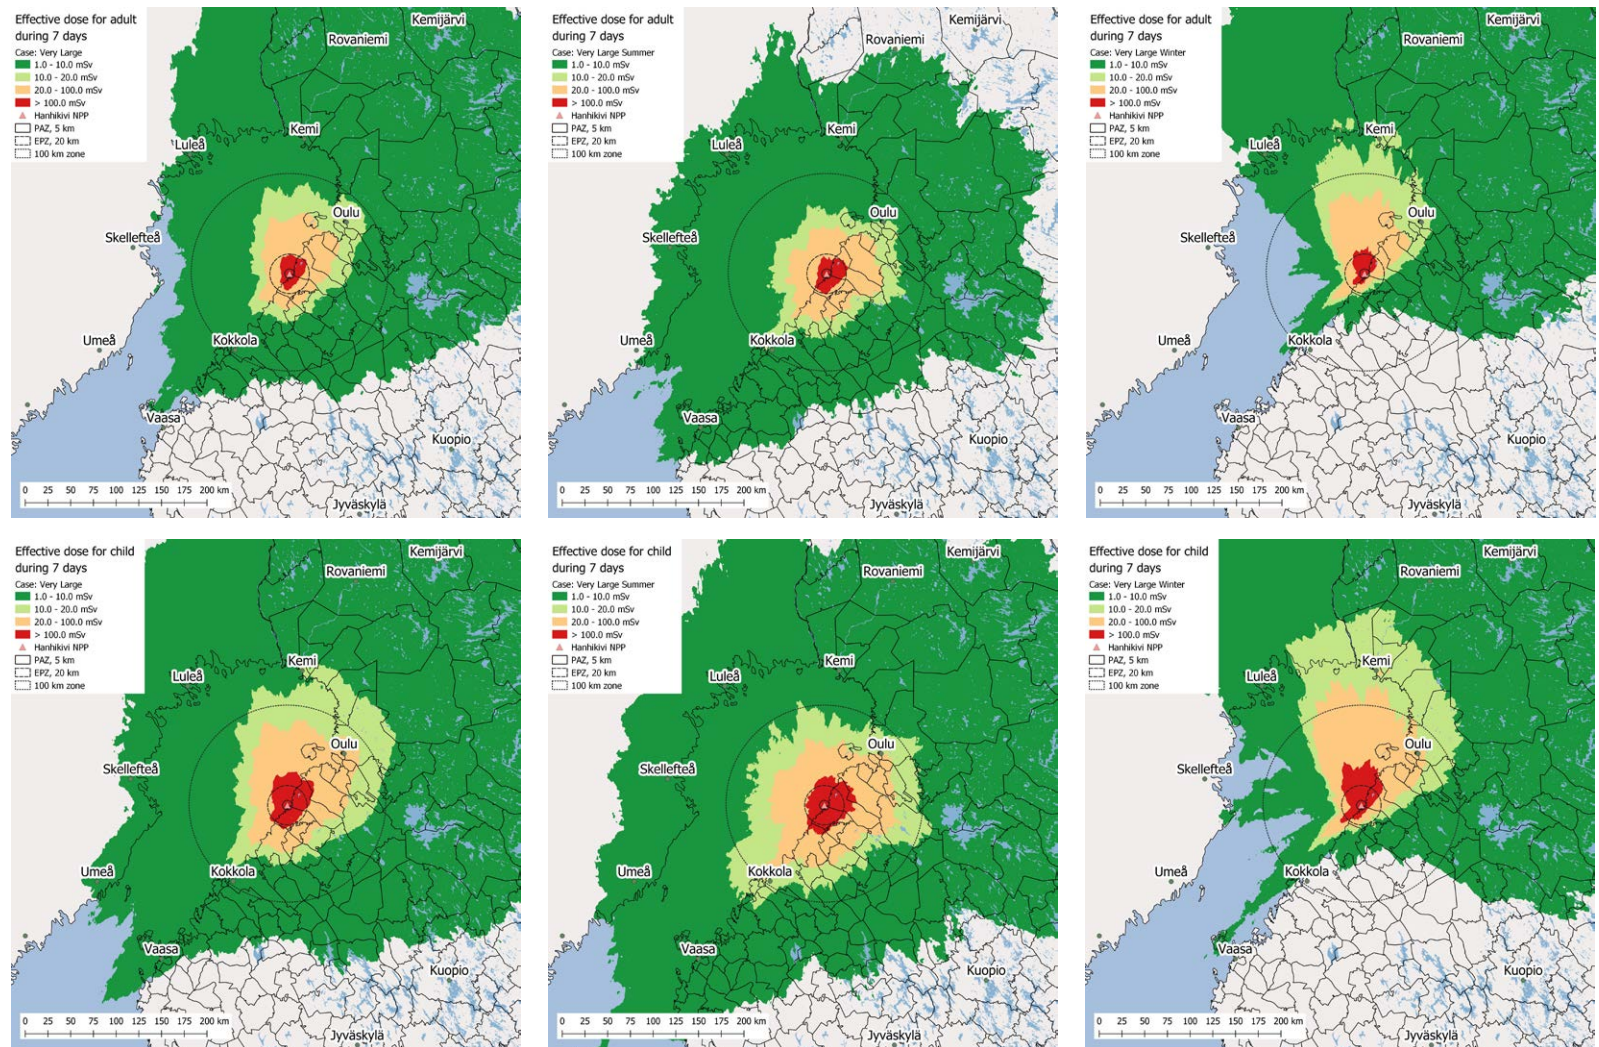 Effective dose for adult
during 7 days
Case: Very Large
1.0 - 10.0 mSv
10.0 - 20.0 mSv
20.0 - 100.0 mSv
> 100.0 mSv
Hanhikivi NPP
PAZ, 5 km
EPZ, 20 km
100 km zone
Kemijärvi
Rovaniemi
Kemi
Luleå
Oulu
Skellefteå
Umeå
Kokkola
Vaasa
Kuopio
0 25 50 75 100 125 150 175 200 km
Jyväskylä
Effective dose for adult
during 7 days
Case: Very Large Summer
1.0 - 10.0 mSv
10.0 - 20.0 mSv
20.0 - 100.0 mSv
> 100.0 mSv
Hanhikivi NPP
PAZ, 5 km
EPZ, 20 km
100 km zone
Kemijärvi
Rovaniemi
Kemi
Luleå
Oulu
Skellefteå
Umeå
Kokkola
Vaasa
Kuopio
0 25 50 75 100 125 150 175 200 km
Jyväskylä
Effective dose for adult
during 7 days
Case: Very Large Winter
1.0 - 10.0 mSv
10.0 - 20.0 mSv
20.0 - 100.0 mSv
> 100.0 mSv
Hanhikivi NPP
PAZ, 5 km
EPZ, 20 km
100 km zone
Kemijärvi
Rovaniemi
Kemi
Luleå
Oulu
Skellefteå
Umeå
Kokkola
Vaasa
Kuopio
0 25 50 75 100 125 150 175 200 km
Jyväskylä
Effective dose for child
during 7 days
Case: Very Large
1.0 - 10.0 mSv
10.0 - 20.0 mSv
20.0 - 100.0 mSv
> 100.0 mSv
Hanhikivi NPP
PAZ, 5 km
EPZ, 20 km
100 km zone
Kemijärvi
Rovaniemi
Kemi
Luleå
Oulu
Skellefteå
Umeå
Kokkola
Vaasa
Kuopio
0 25 50 75 100 125 150 175 200 km
Jyväskylä
Effective dose for child
during 7 days
Case: Very Large Summer
1.0 - 10.0 mSv
10.0 - 20.0 mSv
20.0 - 100.0 mSv
> 100.0 mSv
Hanhikivi NPP
PAZ, 5 km
EPZ, 20 km
100 km zone
Kemijärvi
Rovaniemi
Kemi
Luleå
Oulu
Skellefteå
Umeå
Kokkola
Vaasa
Kuopio
0 25 50 75 100 125 150 175 200 km
Jyväskylä
Effective dose for child
during 7 days
Case: Very Large Winter
1.0 - 10.0 mSv
10.0 - 20.0 mSv
20.0 - 100.0 mSv
> 100.0 mSv
Hanhikivi NPP
PAZ, 5 km
EPZ, 20 km
100 km zone
Kemijärvi
Rovaniemi
Kemi
Luleå
Oulu
Skellefteå
Umeå
Kokkola
Vaasa
Kuopio
0 25 50 75 100 125 150 175 200 km
Jyväskylä